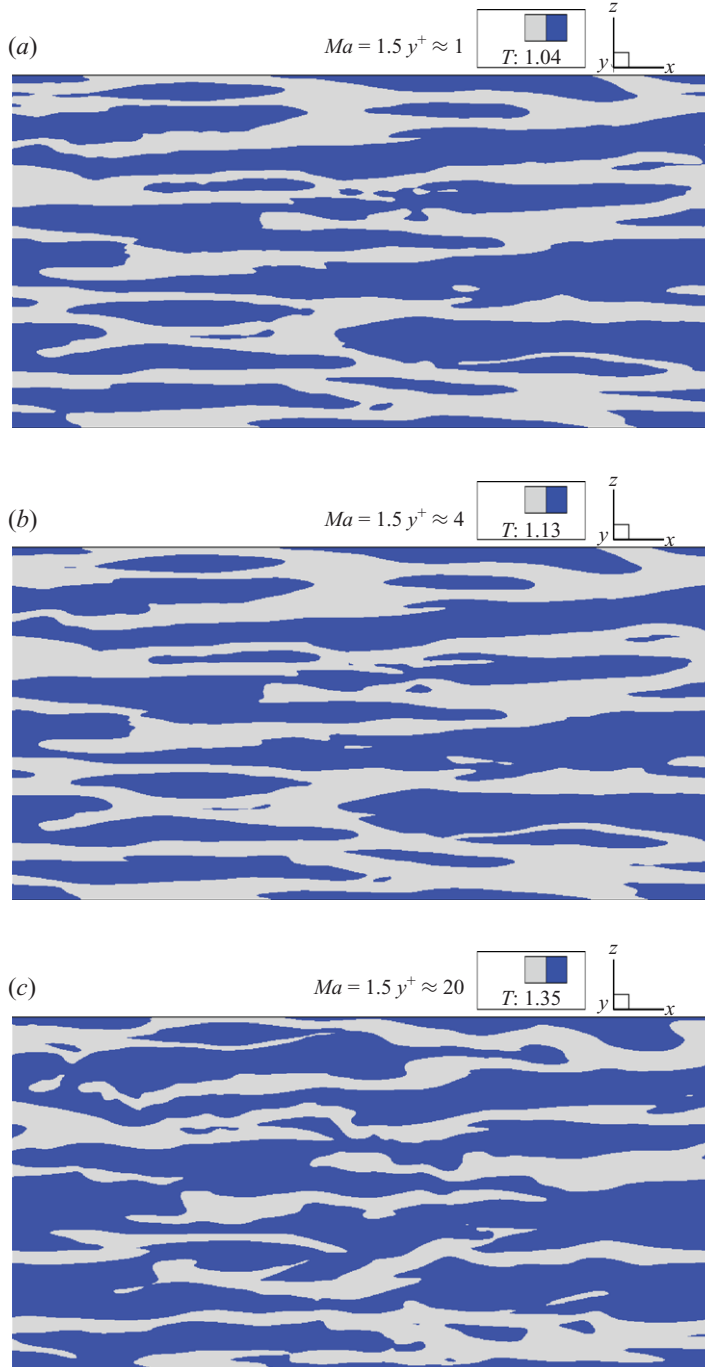 (a)
Ma = 1.5 y⁺ ≈ 1
T: 1.04
z
y
x
(b)
Ma = 1.5 y⁺ ≈ 4
T: 1.13
z
y
x
(c)
Ma = 1.5 y⁺ ≈ 20
T: 1.35
z
y
x